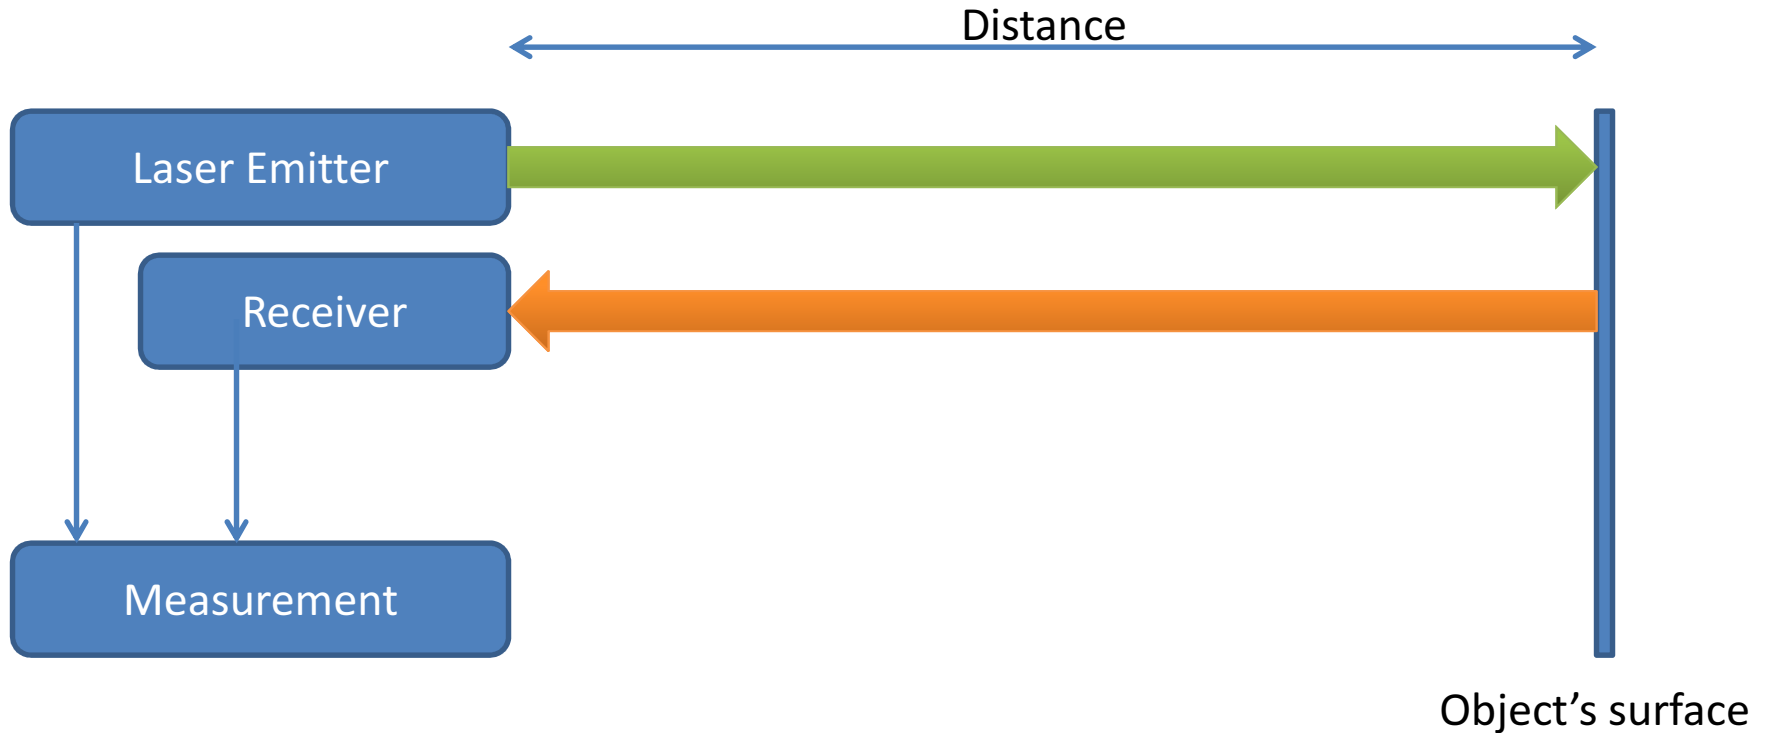 Distance
Laser Emitter
Receiver
Measurement
Object’s surface